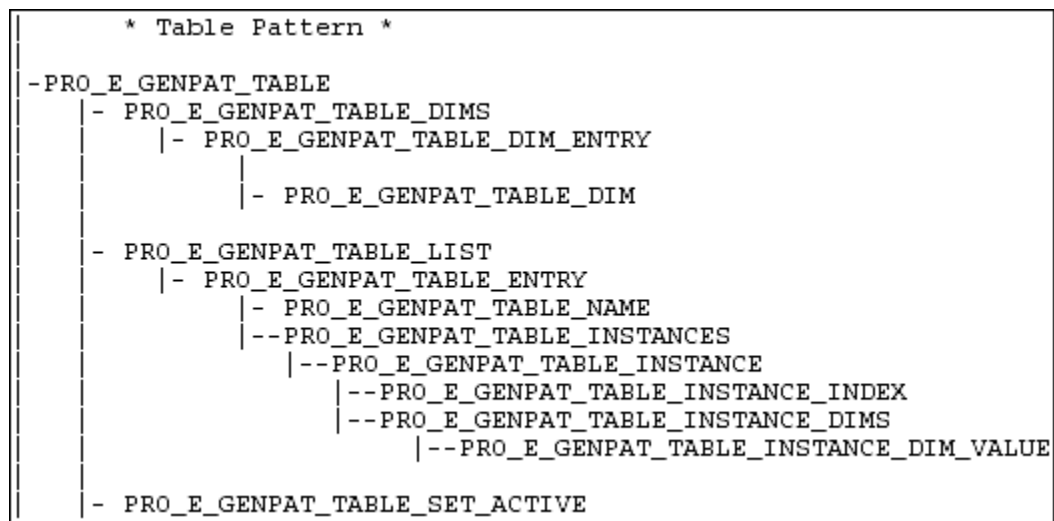 * Table Pattern *
-PRO_E_GENPAT_TABLE
|- PRO_E_GENPAT_TABLE_DIMS
|- PRO_E_GENPAT_TABLE_DIM_ENTRY
|
|- PRO_E_GENPAT_TABLE_DIM
|- PRO_E_GENPAT_TABLE_LIST
|- PRO_E_GENPAT_TABLE_ENTRY
|- PRO_E_GENPAT_TABLE_NAME
|--PRO_E_GENPAT_TABLE_INSTANCES
|--PRO_E_GENPAT_TABLE_INSTANCE
|--PRO_E_GENPAT_TABLE_INSTANCE_INDEX
|--PRO_E_GENPAT_TABLE_INSTANCE_DIMS
|--PRO_E_GENPAT_TABLE_INSTANCE_DIM_VALUE
|- PRO_E_GENPAT_TABLE_SET_ACTIVE